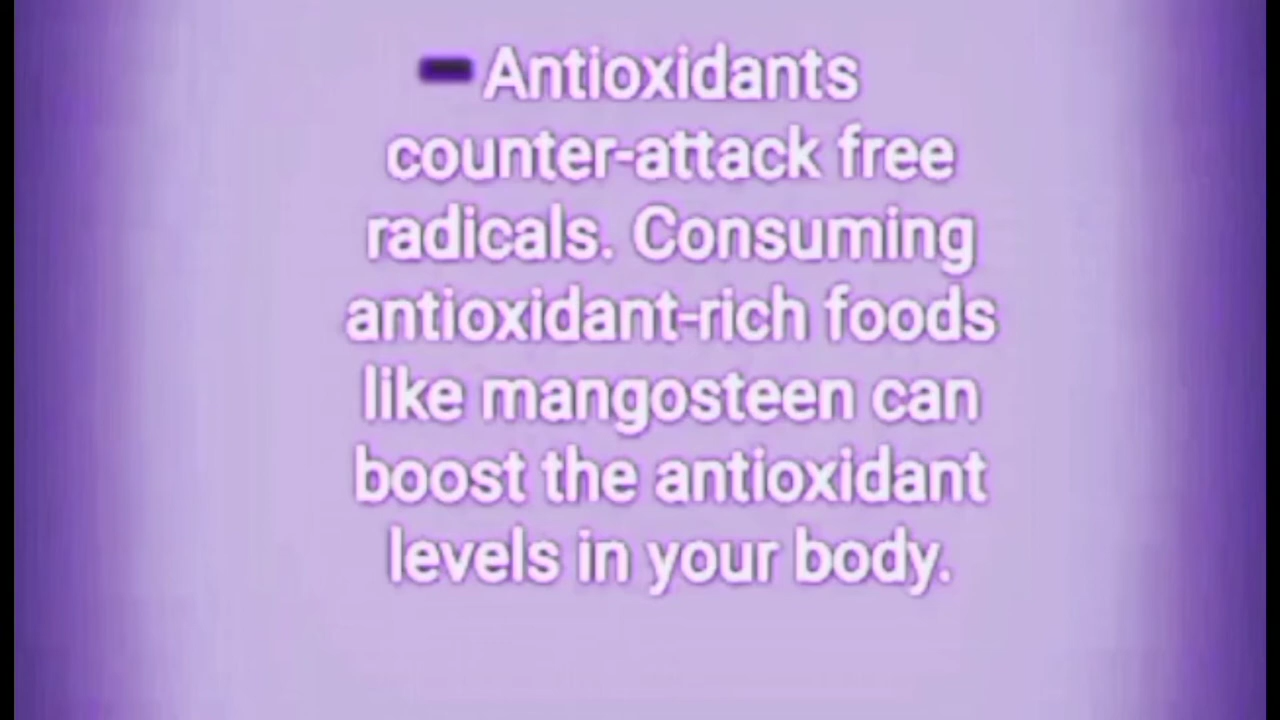 - Antioxidants
counter-attack free
radicals. Consuming
antioxidant-rich foods
like mangosteen can
boost the antioxidant
levels in your body.